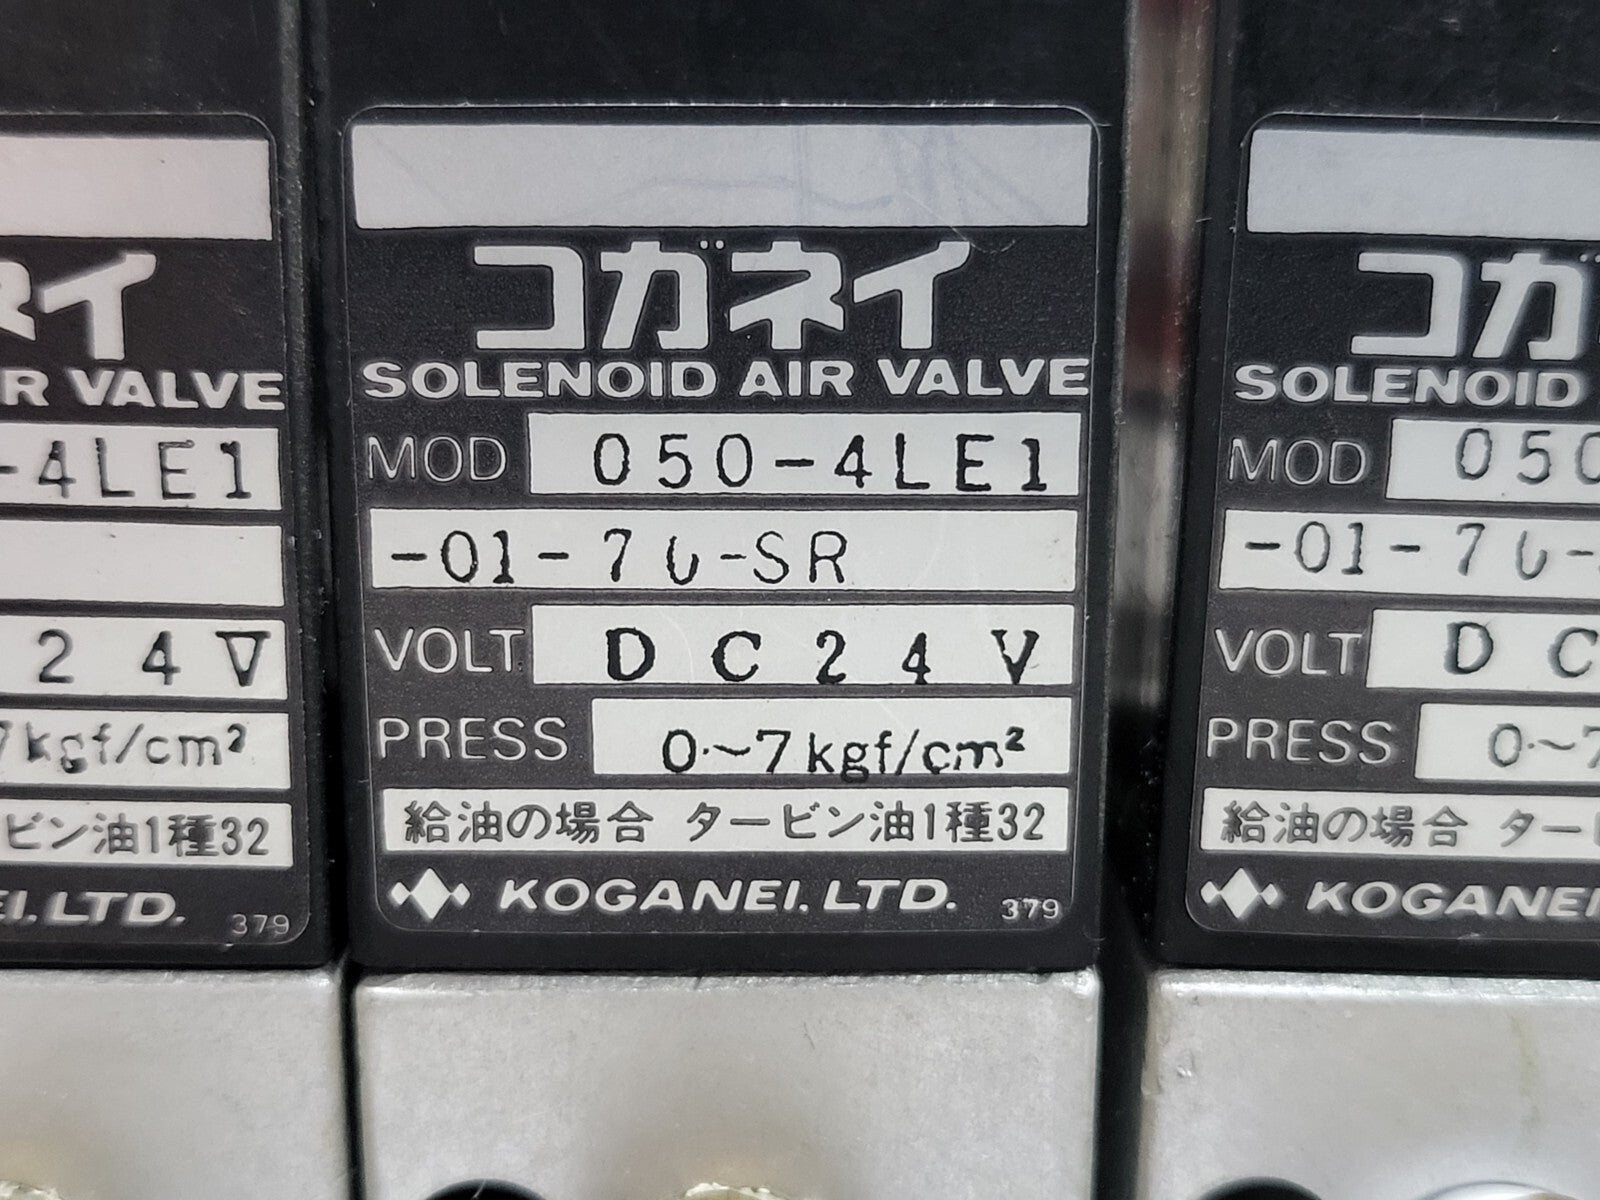 ネイ
R VALVE
-4LE1
24V
7kgf/cm²
ビン油1種32
EI. LTD.
379
コガネイ
SOLENOID AIR VALVE
MOD 050-4LE1
-01-70-SR
VOLT DC24V
PRESS 0~7kgf/cm²
給油の場合 タービン油1種32
KOGANEI. LTD.
379
コガ
SOLENOID
MOD 050
-01-70-
VOLT DC
PRESS 0~7
給油の場合 ター
KOGANEI